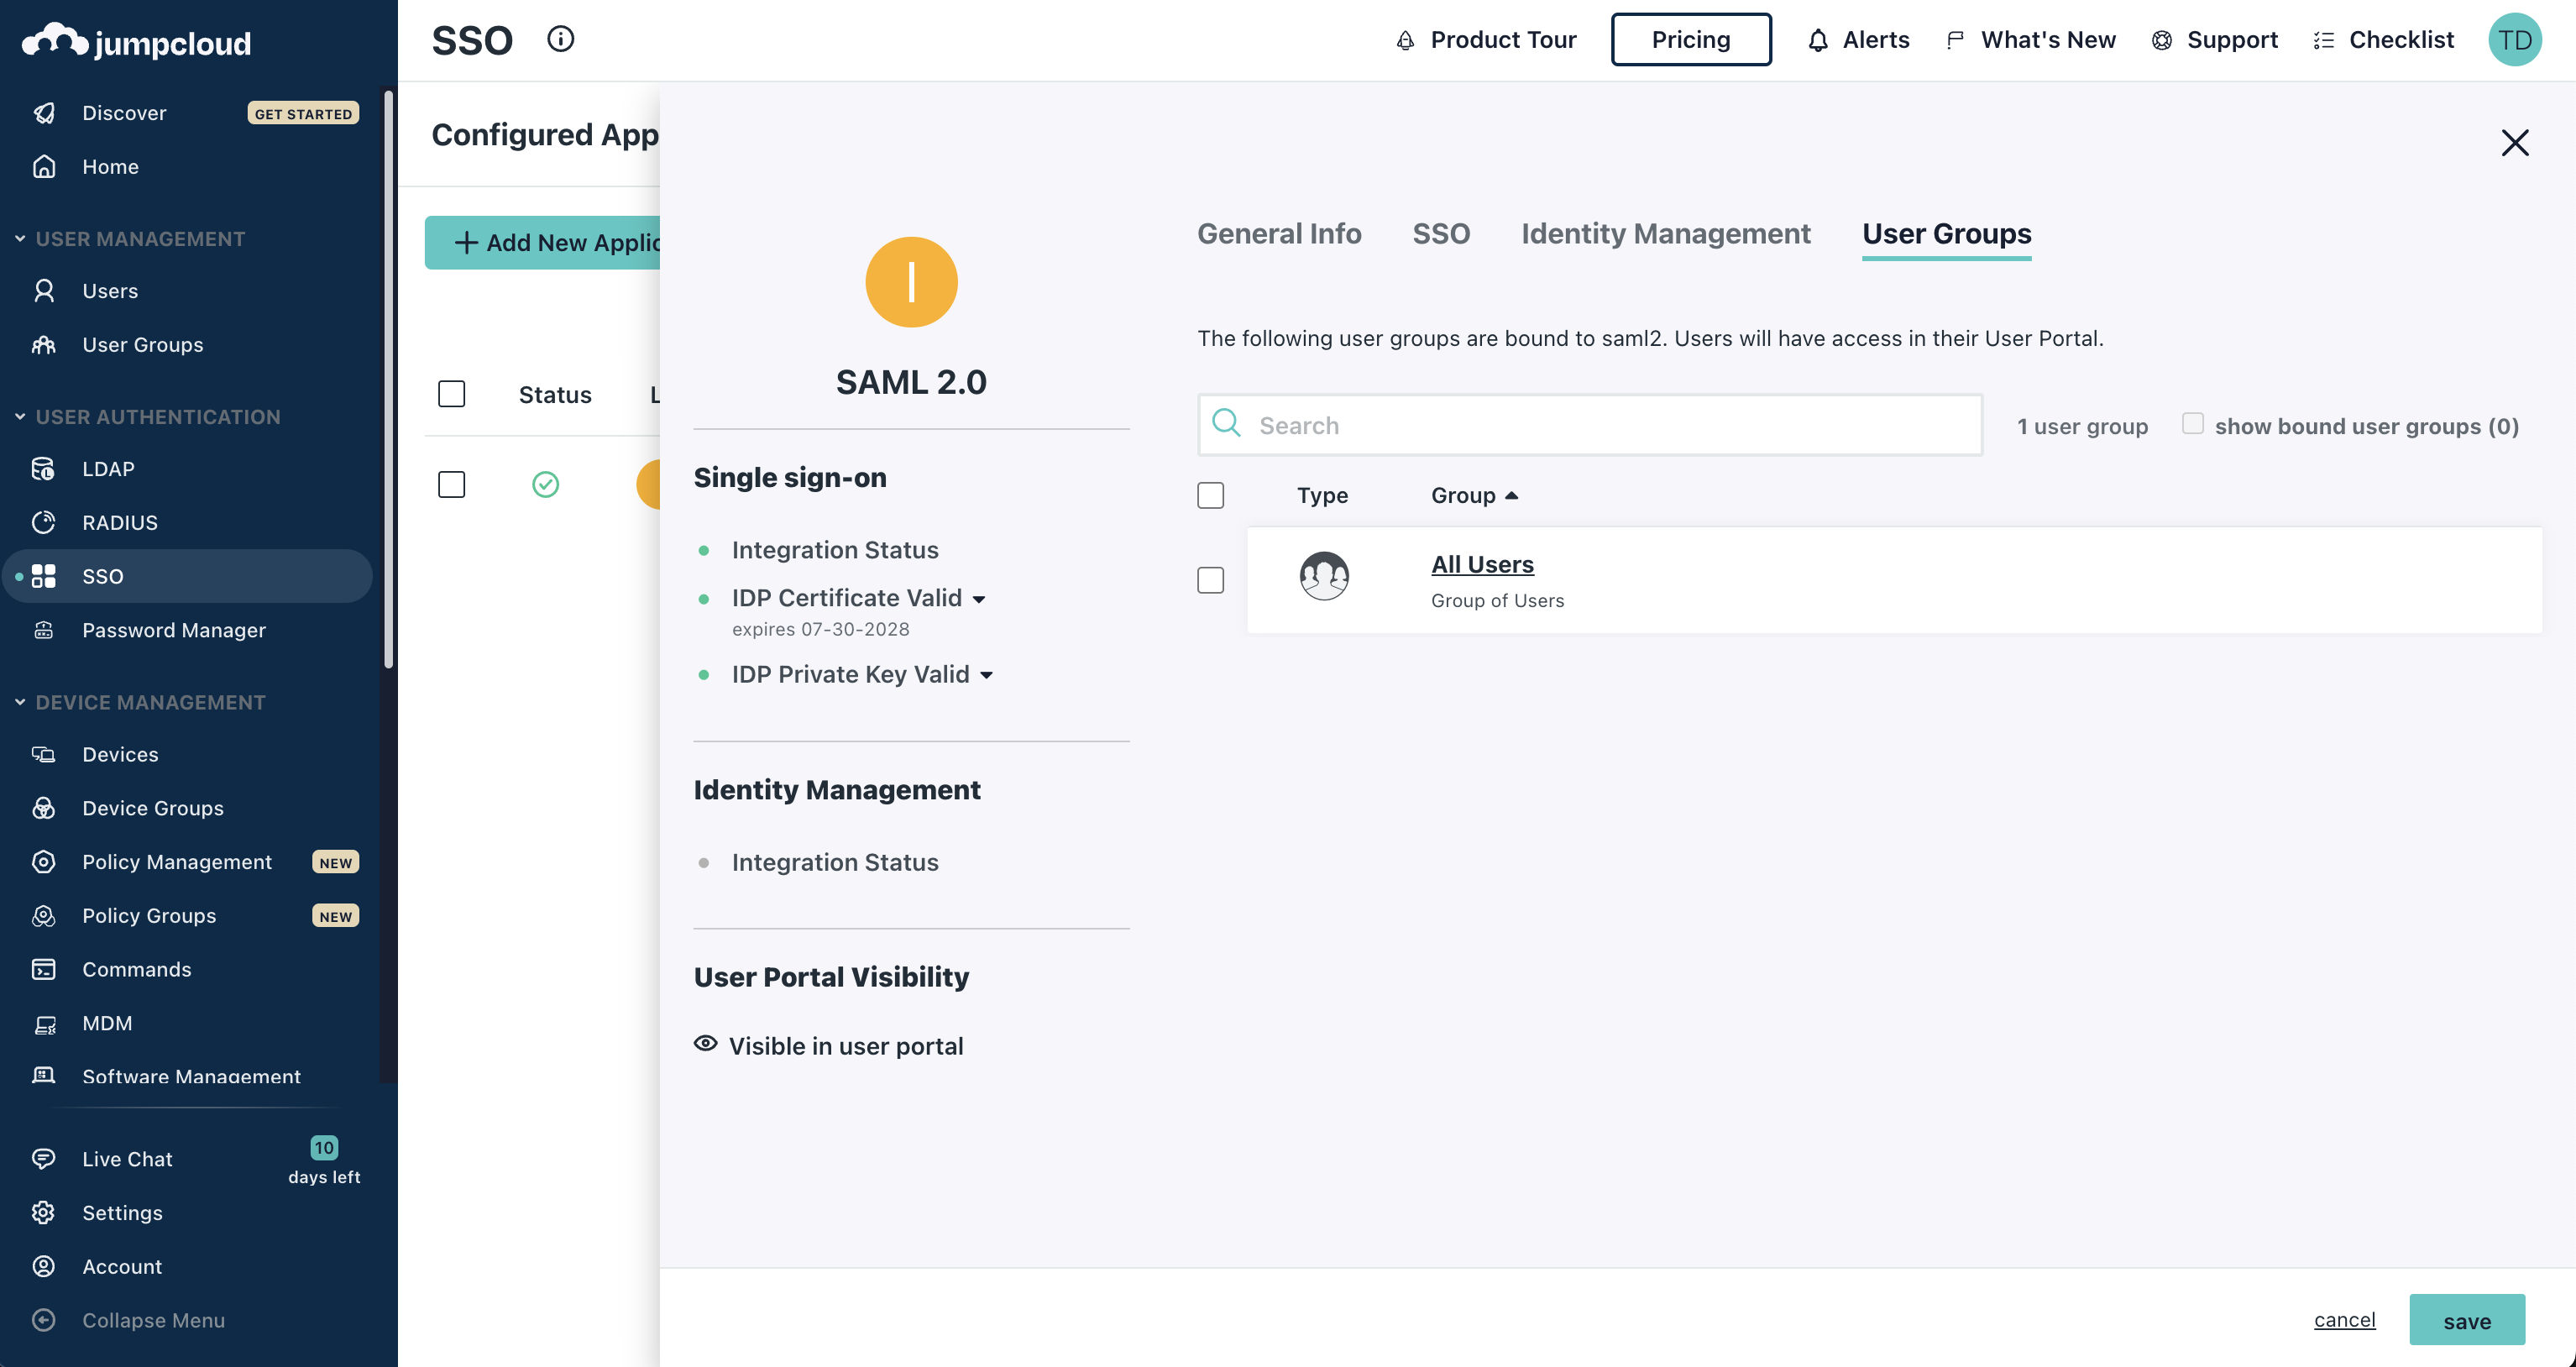 jumpcloud
Discover
GET STARTED
Home
USER MANAGEMENT
Users
User Groups
USER AUTHENTICATION
LDAP
RADIUS
SSO
Password Manager
DEVICE MANAGEMENT
Devices
Device Groups
Policy Management
NEW
Policy Groups
NEW
Commands
MDM
Software Management
Live Chat
10
days left
Settings
Account
Collapse Menu
SSO
Product Tour
Pricing
Alerts
What's New
Support
Checklist
TD
Configured App
+ Add New Applic
Status
L
I
SAML 2.0
Single sign-on
Integration Status
IDP Certificate Valid
expires 07-30-2028
IDP Private Key Valid
Identity Management
Integration Status
User Portal Visibility
Visible in user portal
General Info
SSO
Identity Management
User Groups
The following user groups are bound to saml2. Users will have access in their User Portal.
Search
1 user group
show bound user groups (0)
Type
Group
All Users
Group of Users
cancel
save